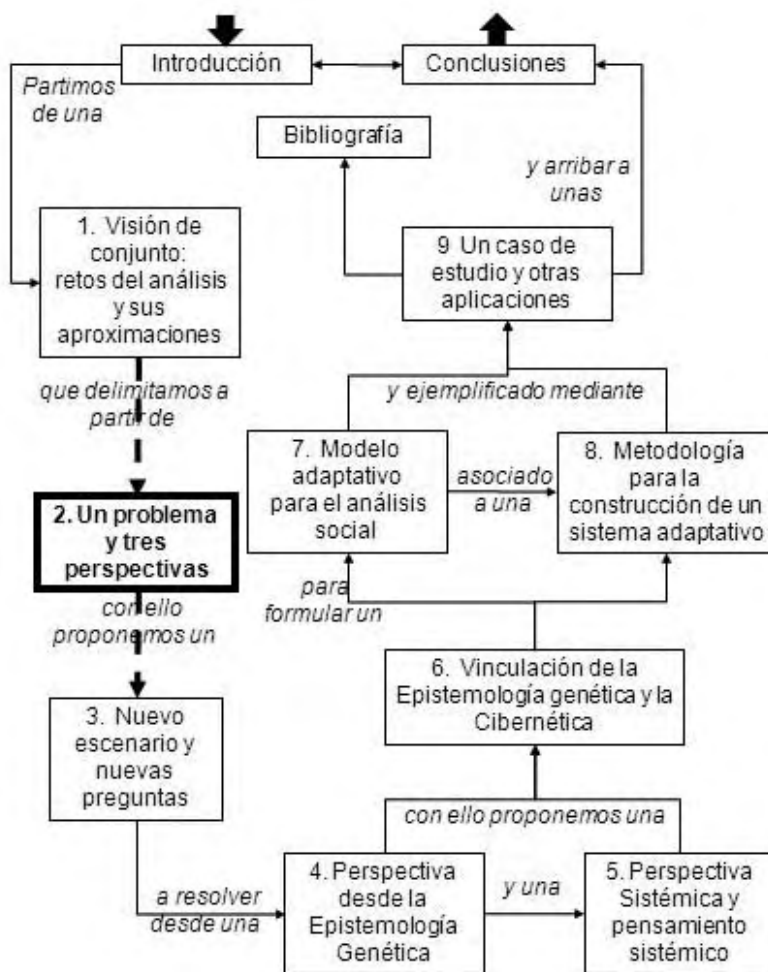 Introducción
Conclusiones
Partimos
de una
Bibliografía
y arribar a
unas
1. Visión de
conjunto:
retos del análisis
y sus
aproximaciones
9 Un caso de
estudio y otras
aplicaciones
que delimitamos a
partir de
y ejemplificado mediante
7. Modelo
adaptativo
para el análisis
social
asociado
a una
8. Metodología
para la
construcción de un
sistema adaptativo
2. Un problema
y tres
perspectivas
con ello
proponemos un
para
formular un
6. Vinculación de la
Epistemología genética y la
Cibernética
3. Nuevo
escenario y
nuevas
preguntas
con ello proponemos una
a resolver
desde una
4. Perspectiva
desde la
Epistemología
Genética
y una
5. Perspectiva
Sistémica y
pensamiento
sistémico